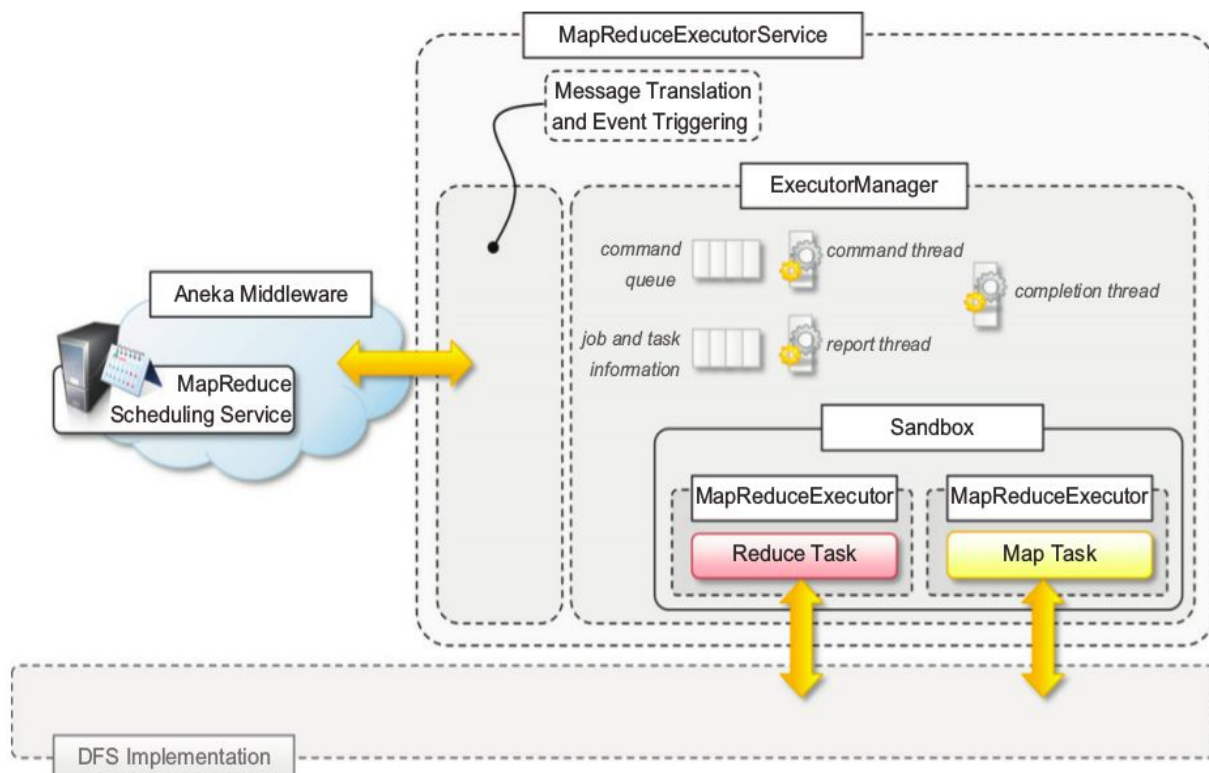 MapReduceExecutorService
Message Translation
and Event Triggering
ExecutorManager
command
queue
command thread
completion thread
job and task
information
report thread
Aneka Middleware
MapReduce
Scheduling Service
Sandbox
MapReduceExecutor
Reduce Task
MapReduceExecutor
Map Task
DFS Implementation